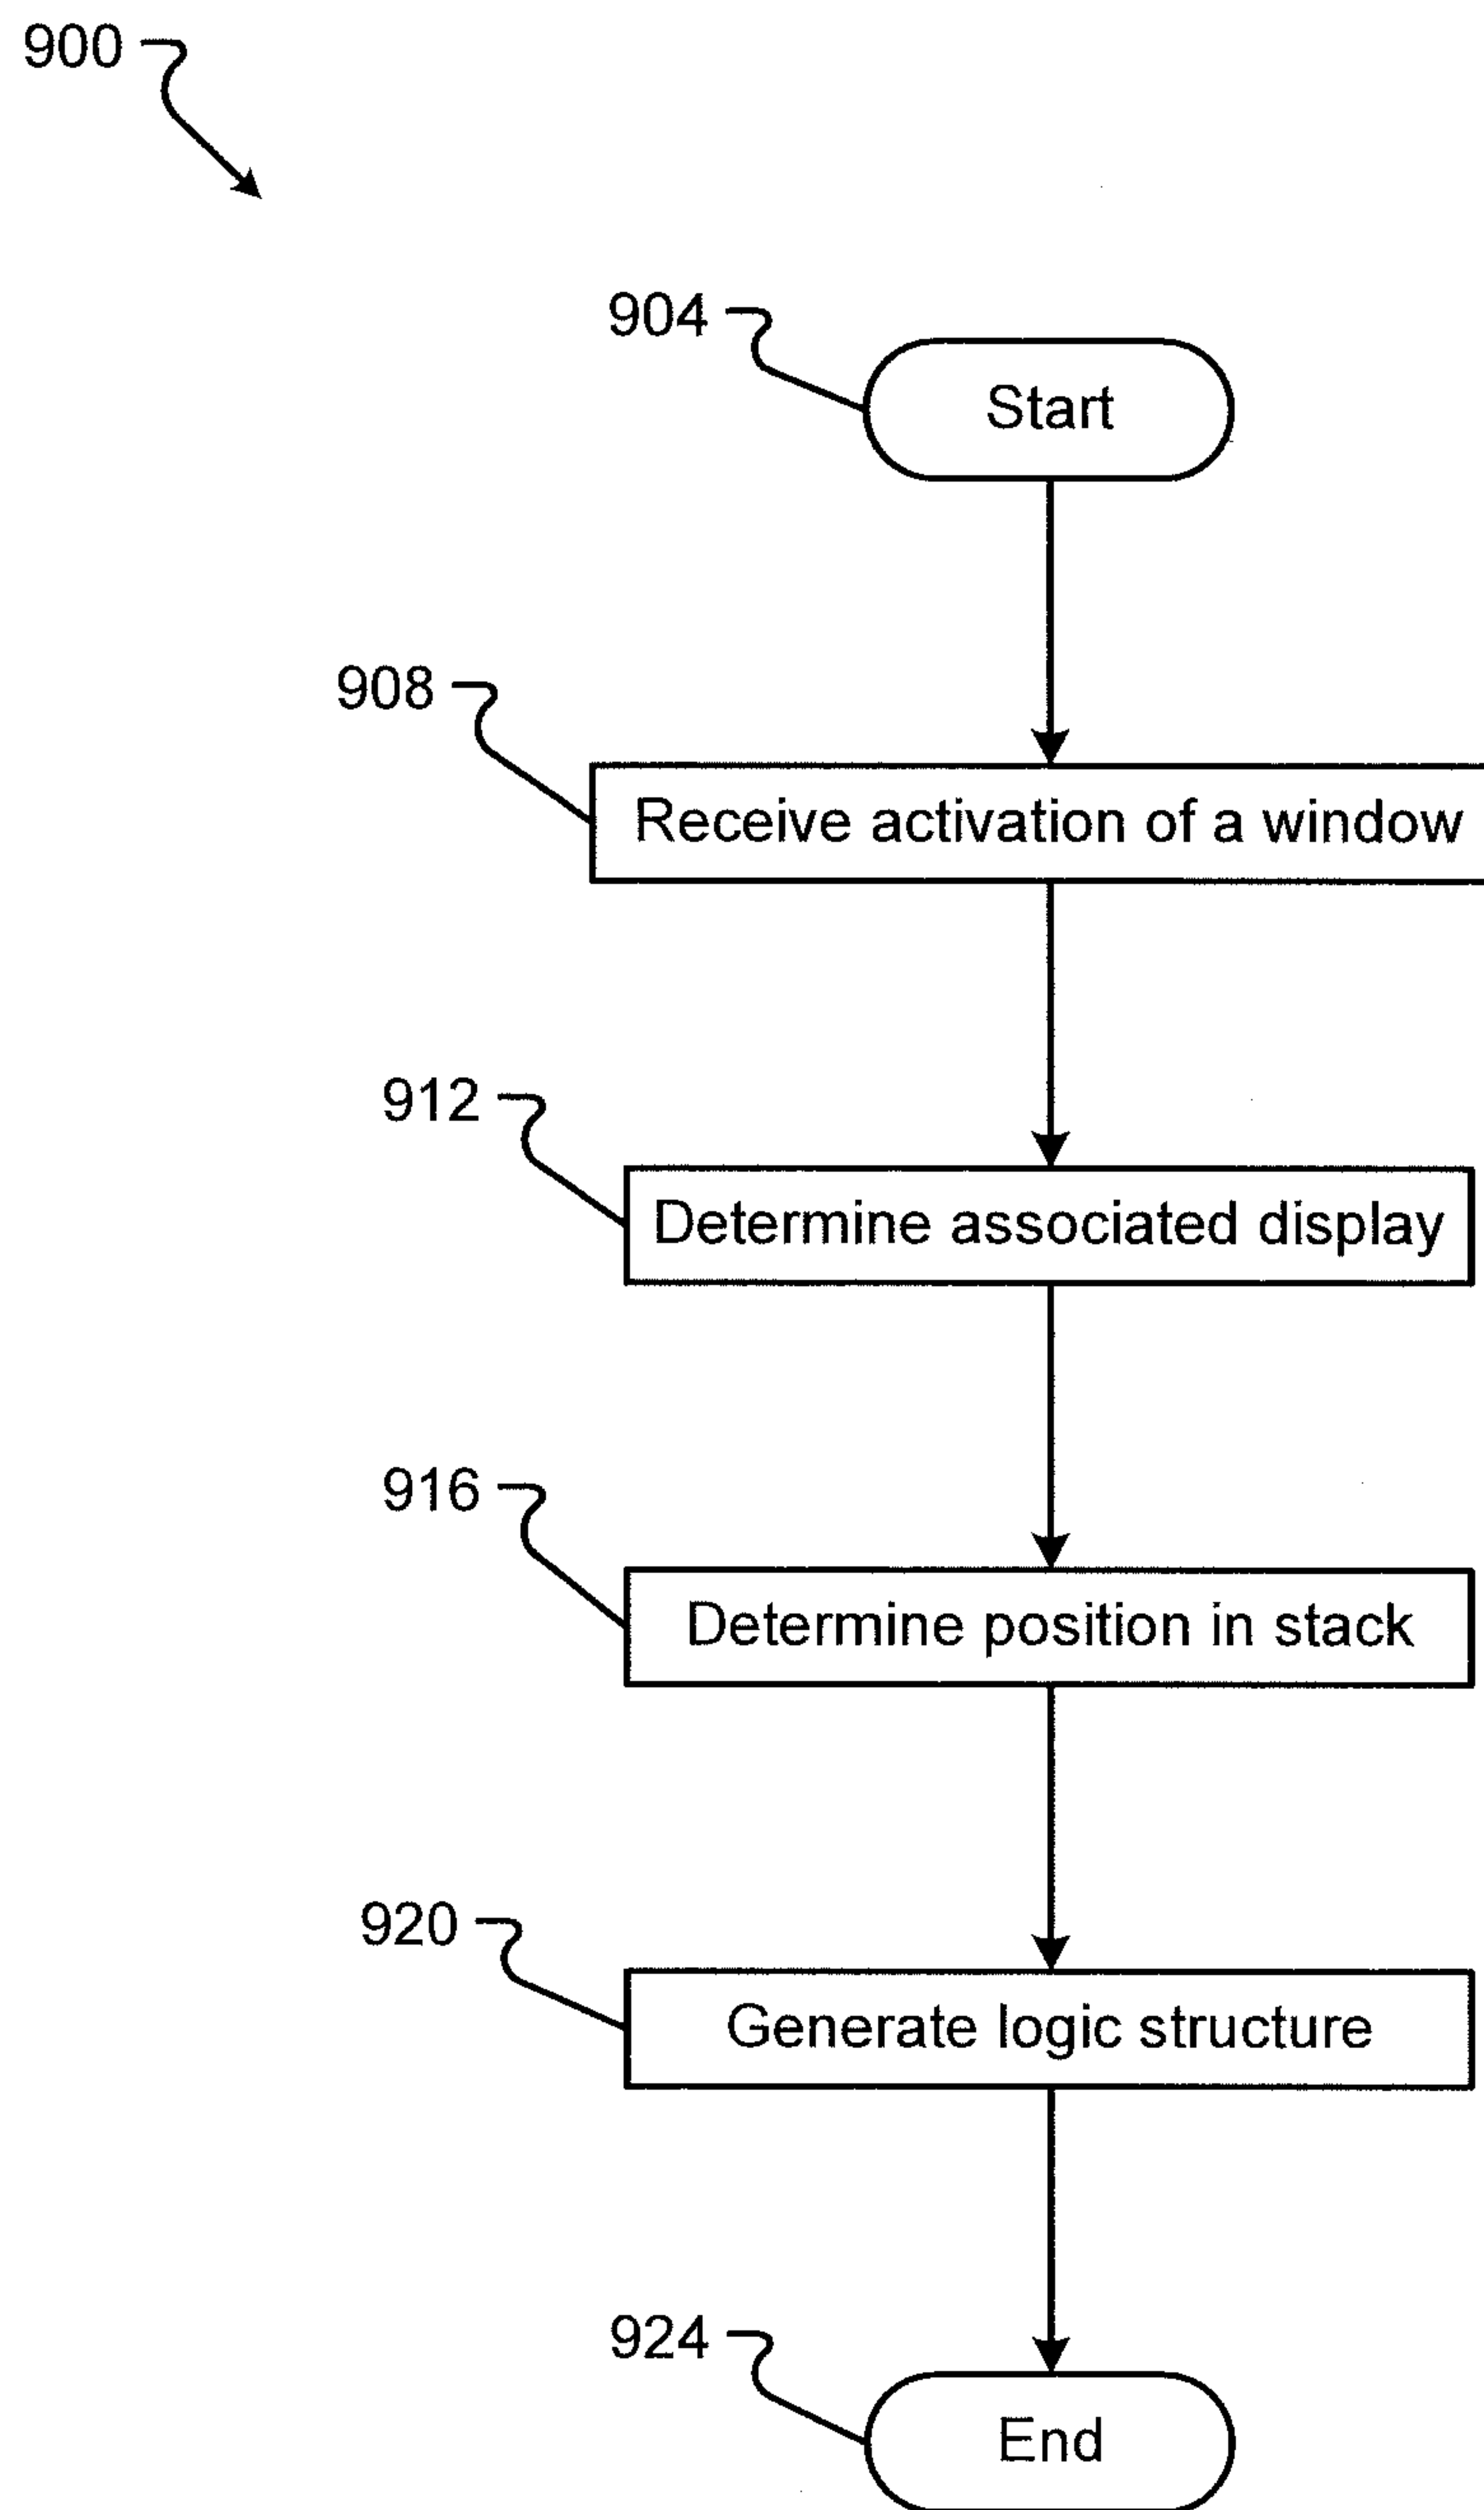 900
904
Start
908
Receive activation of a window
912
Determine associated display
916
Determine position in stack
920
Generate logic structure
924
End